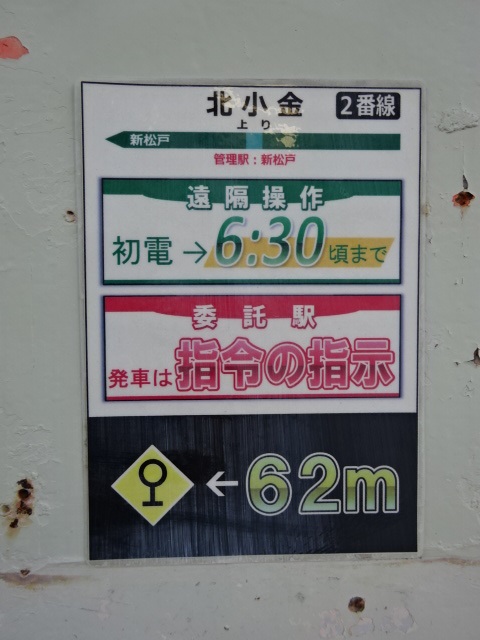 北小金 2番線
上り
新松戸
管理駅：新松戸
遠隔操作
初電→6:30頃まで
委託駅
発車は指令の指示
←62m